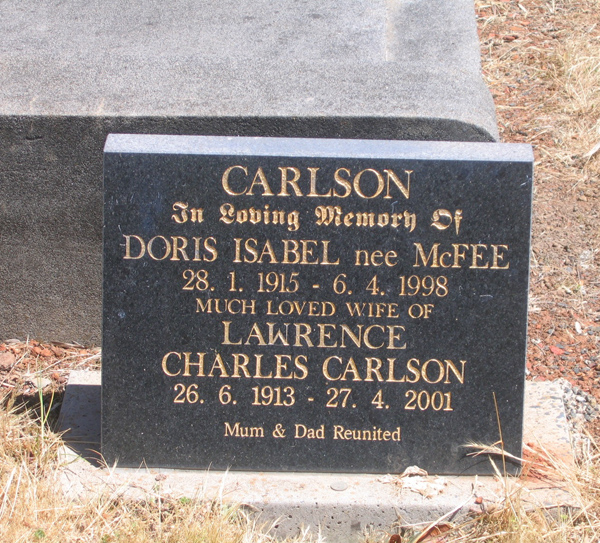 CARLSON
In Loving Memory Of
DORIS ISABEL nee McFEE
28. 1. 1915 - 6. 4. 1998
MUCH LOVED WIFE OF
LAWRENCE
CHARLES CARLSON
26. 6. 1913 - 27. 4. 2001
Mum & Dad Reunited